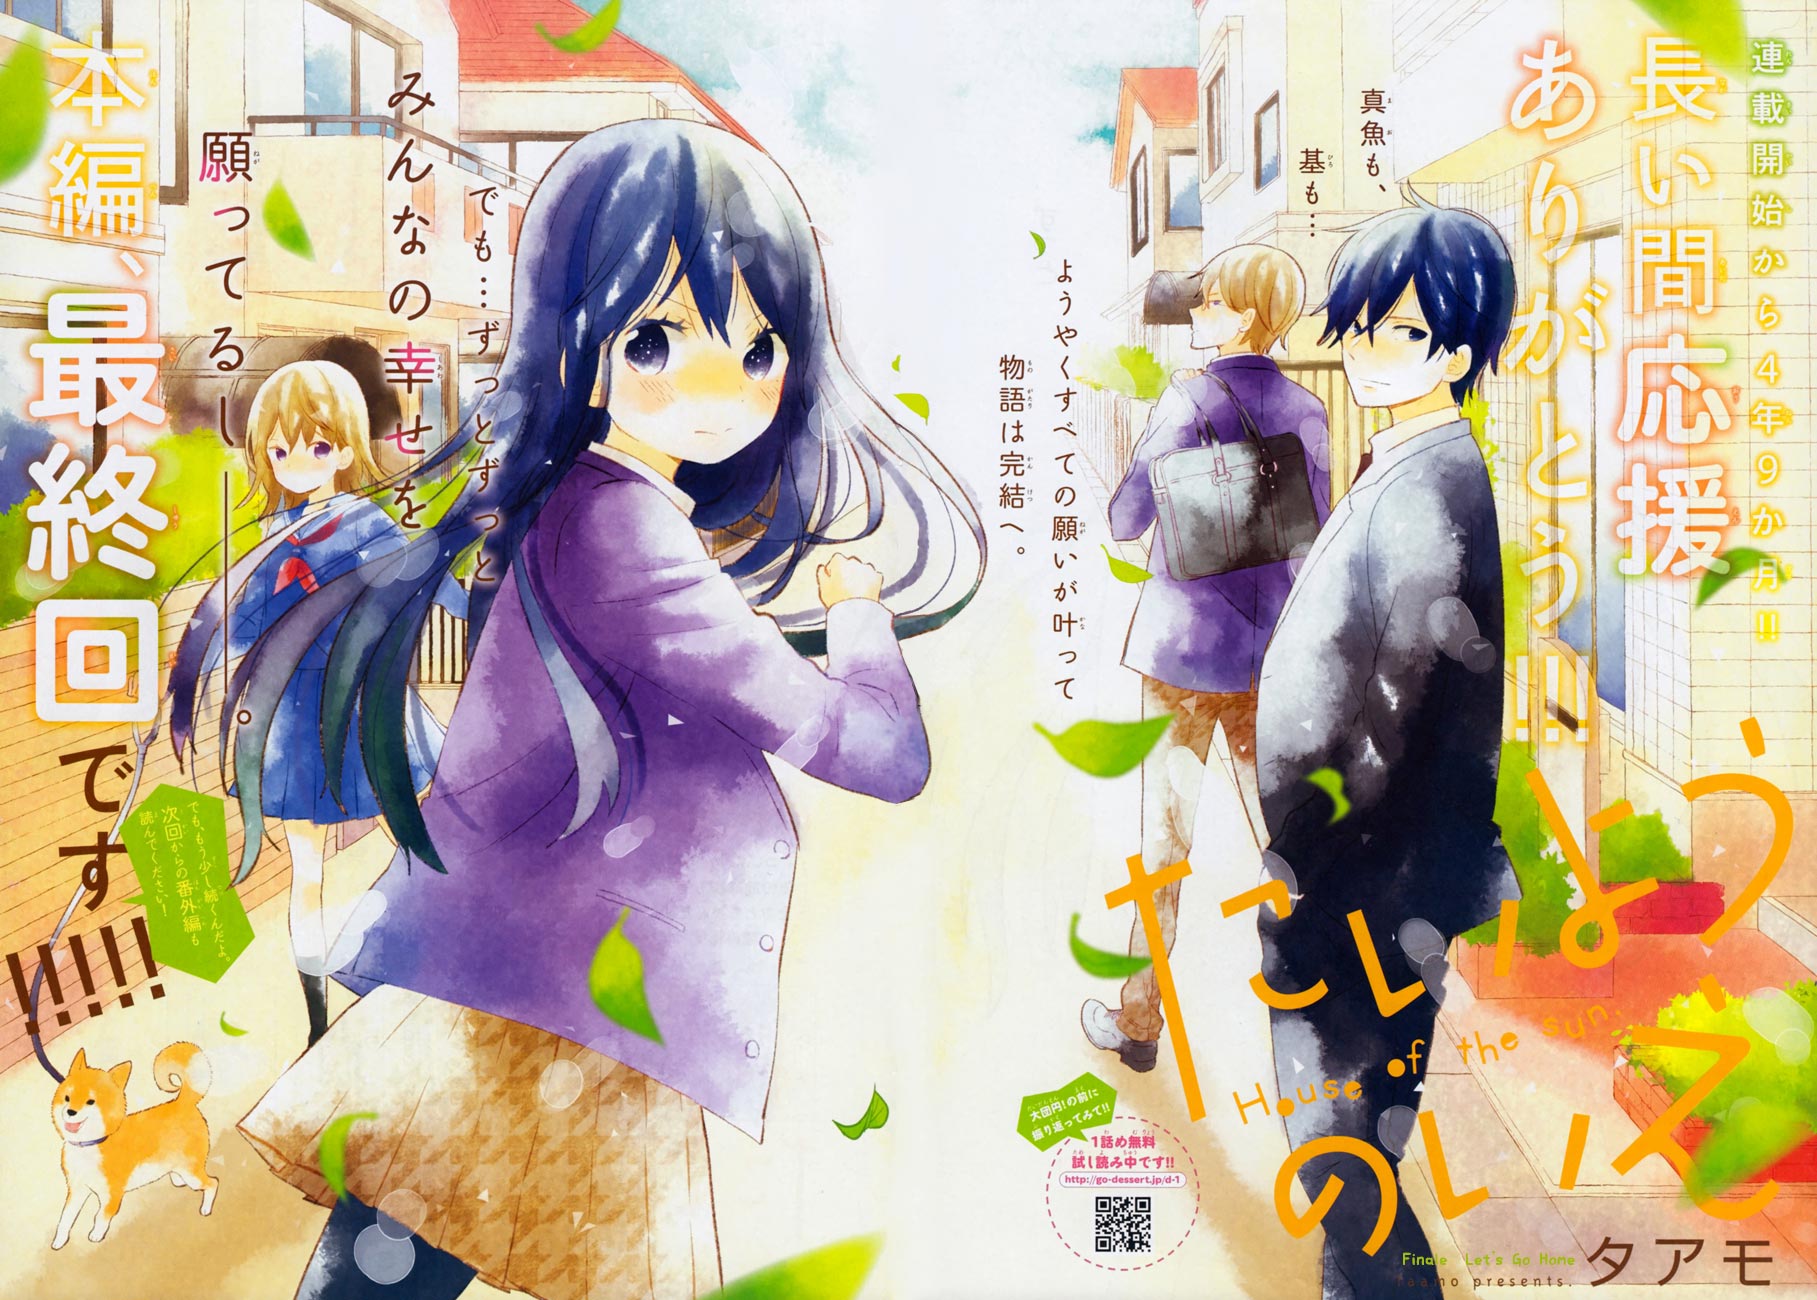 連載開始から4年9か月!!
長い間応援
ありがとう!!!
真魚も、
基も…
ようやくすべての願いが叶って
物語は完結へ。
たいよう
のいえ
House of the sun.
タアモ
Finale Let's Go Home
Taamo presents.
大団円!の前に
振り返ってみて!!
1話め無料
試し読み中です!!
http://go-dessert.jp/d-1
でも…ずっとずっと
みんなの幸せを
願ってる——。
本編、最終回です!!!!!
でも、もう少し続くんだよ。
次回からの番外編も
読んでください!